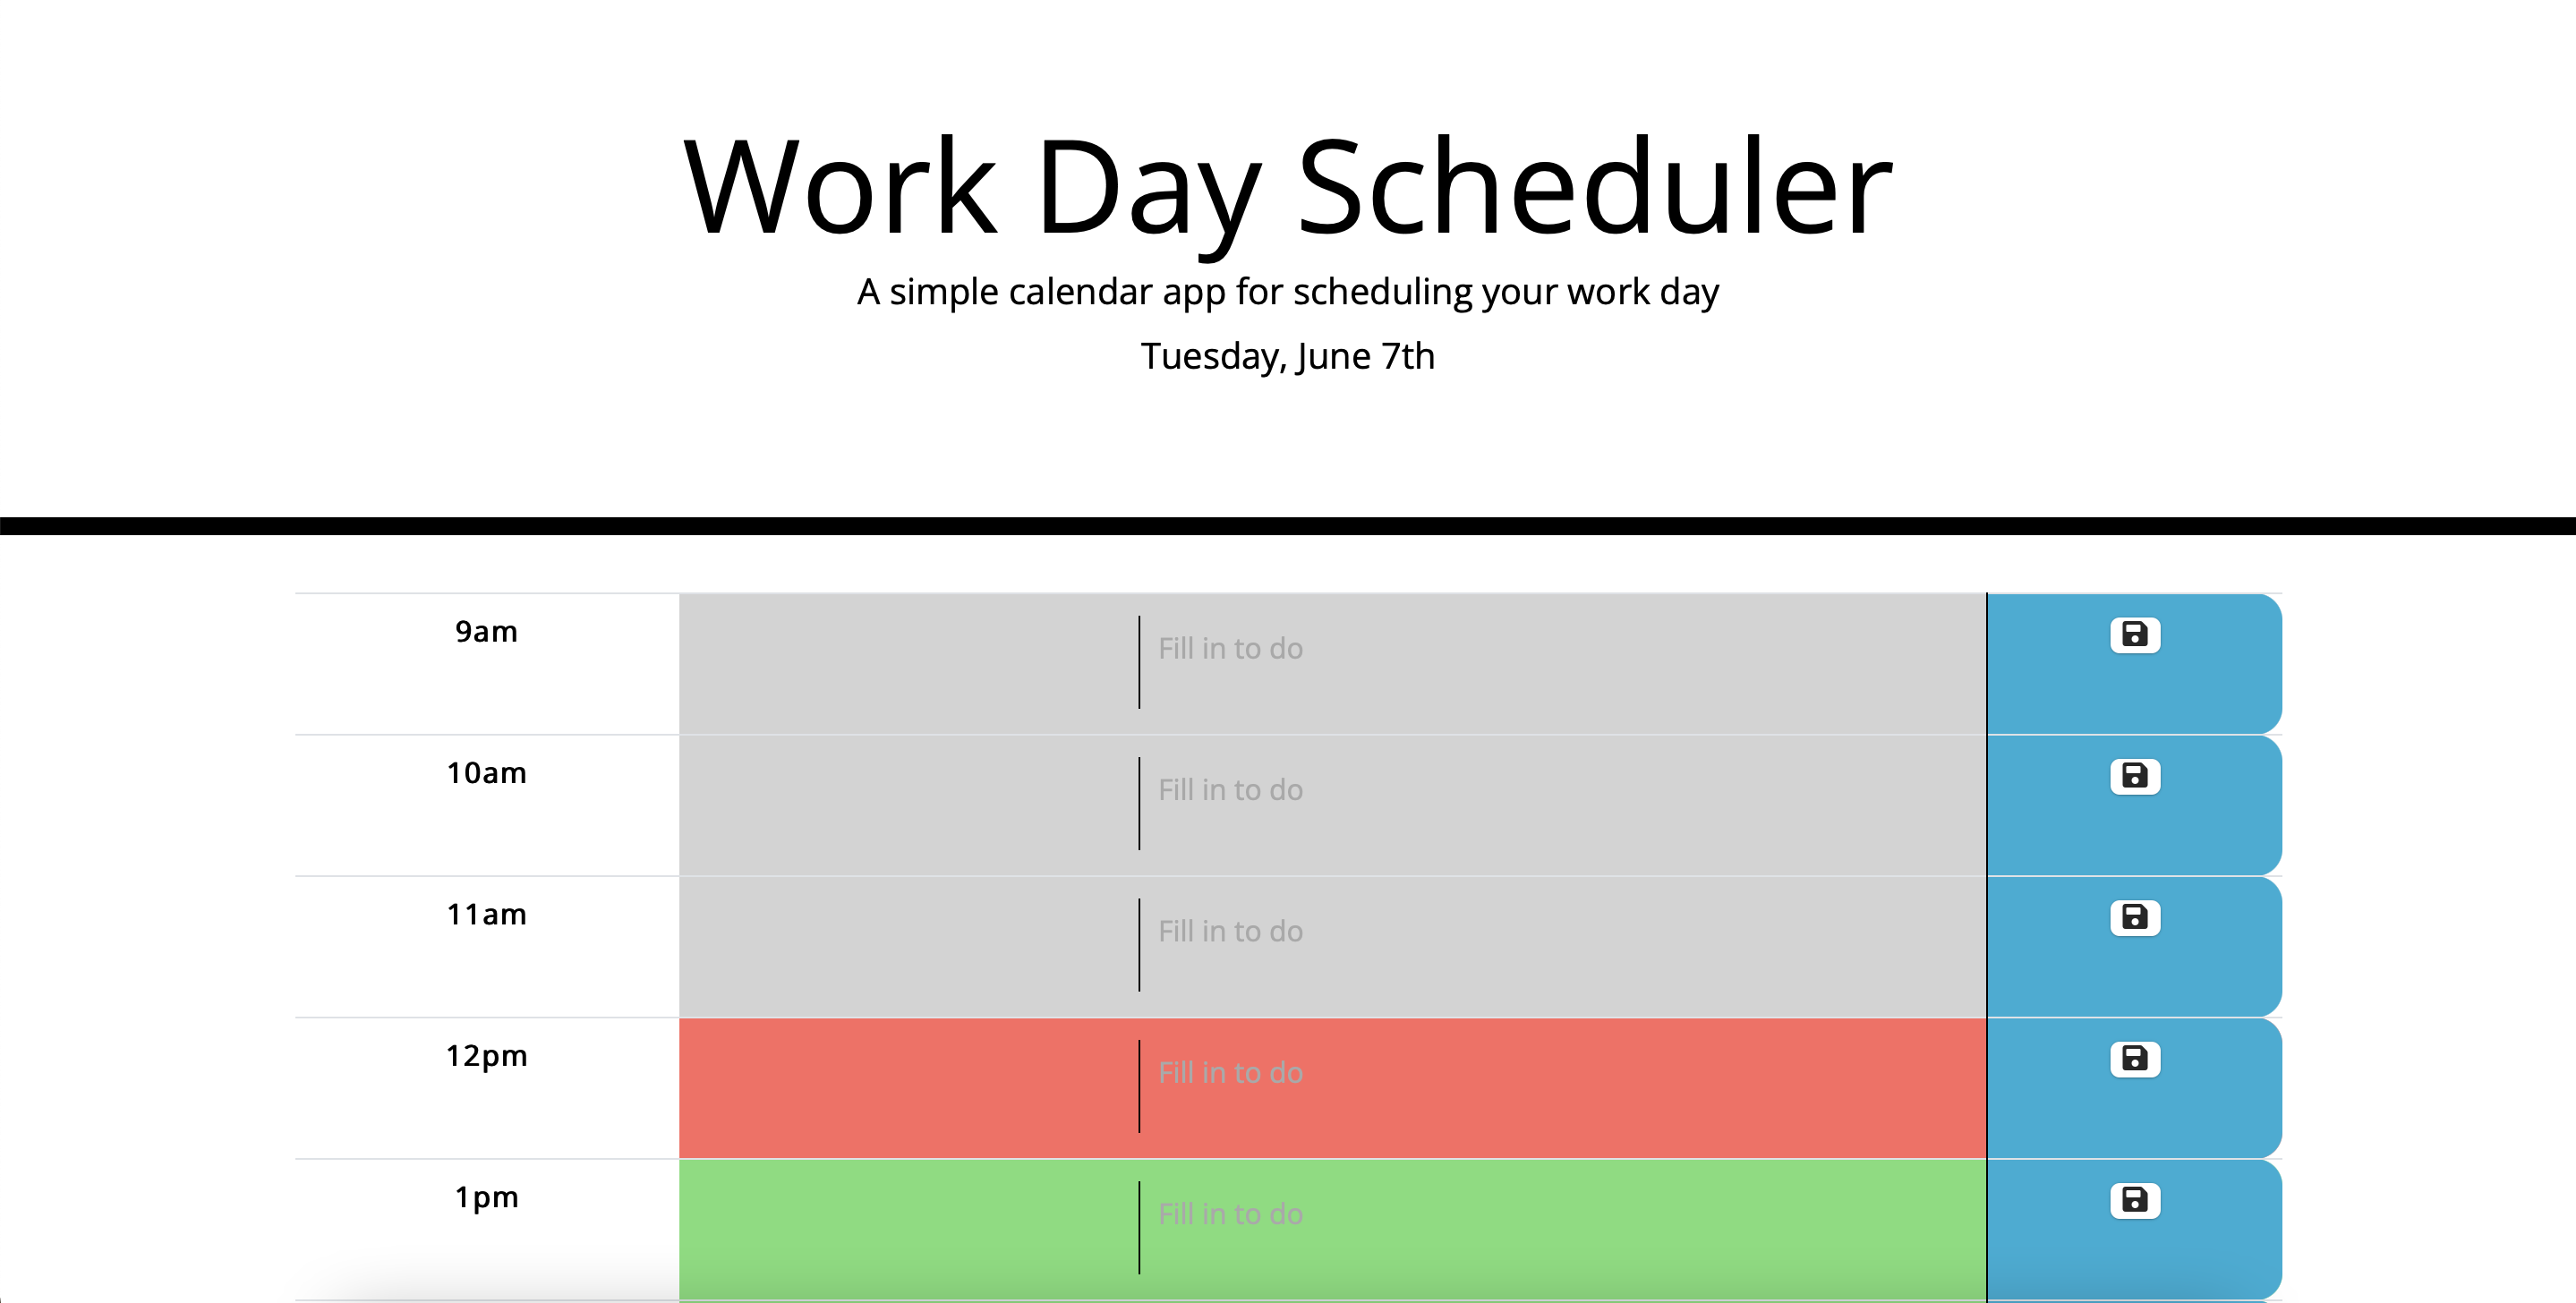 Work Day Scheduler
A simple calendar app for scheduling your work day
Tuesday, June 7th
9am
Fill in to do
10am
Fill in to do
11am
Fill in to do
12pm
Fill in to do
1pm
Fill in to do